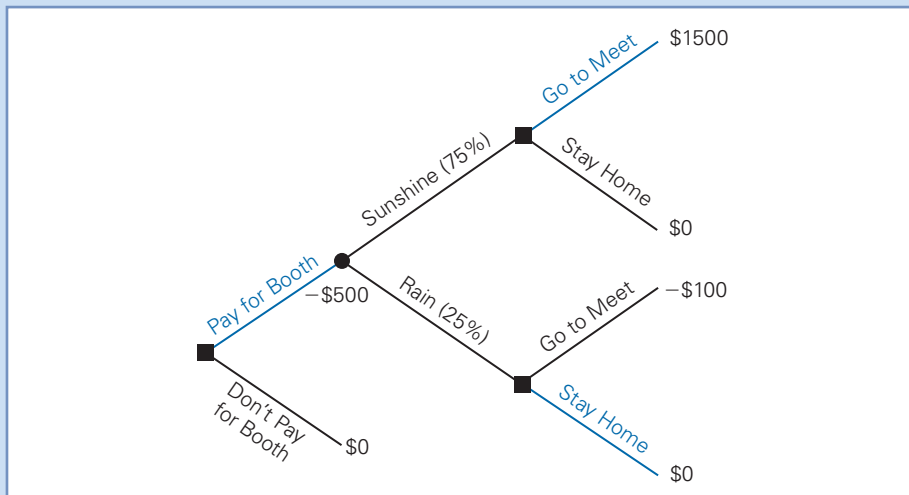 Go to Meet
$1500
Sunshine (75%)
Stay Home
$0
Pay for Booth
−$500
Rain (25%)
Go to Meet
−$100
Don't Pay
for Booth
$0
Stay Home
$0